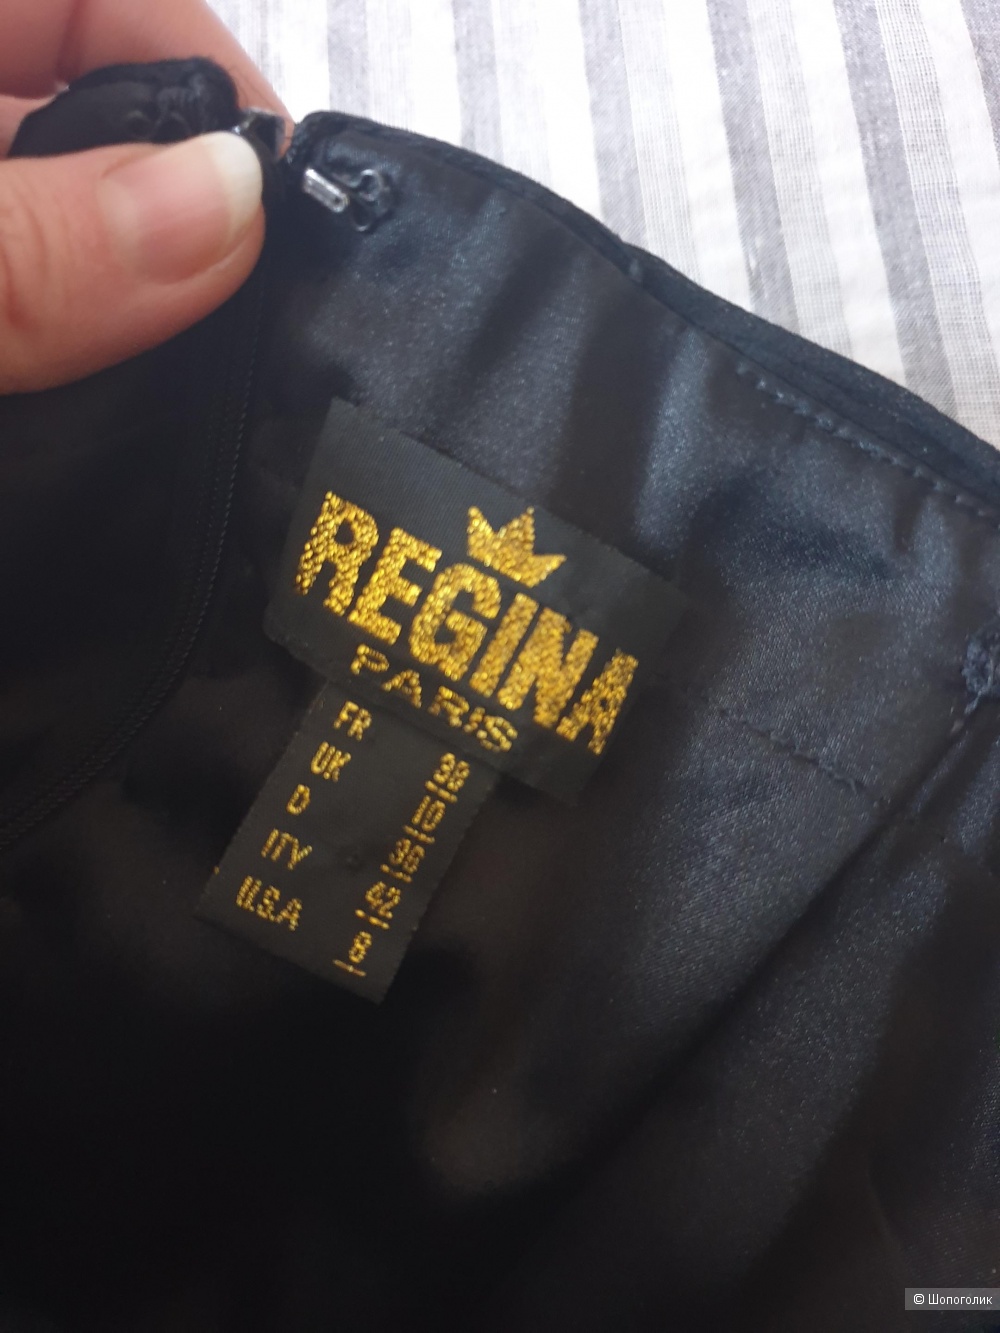 REGINA
PARIS
FR 38
UK 10
D 36
ITY 42
U.S.A 8
© Шопоголик